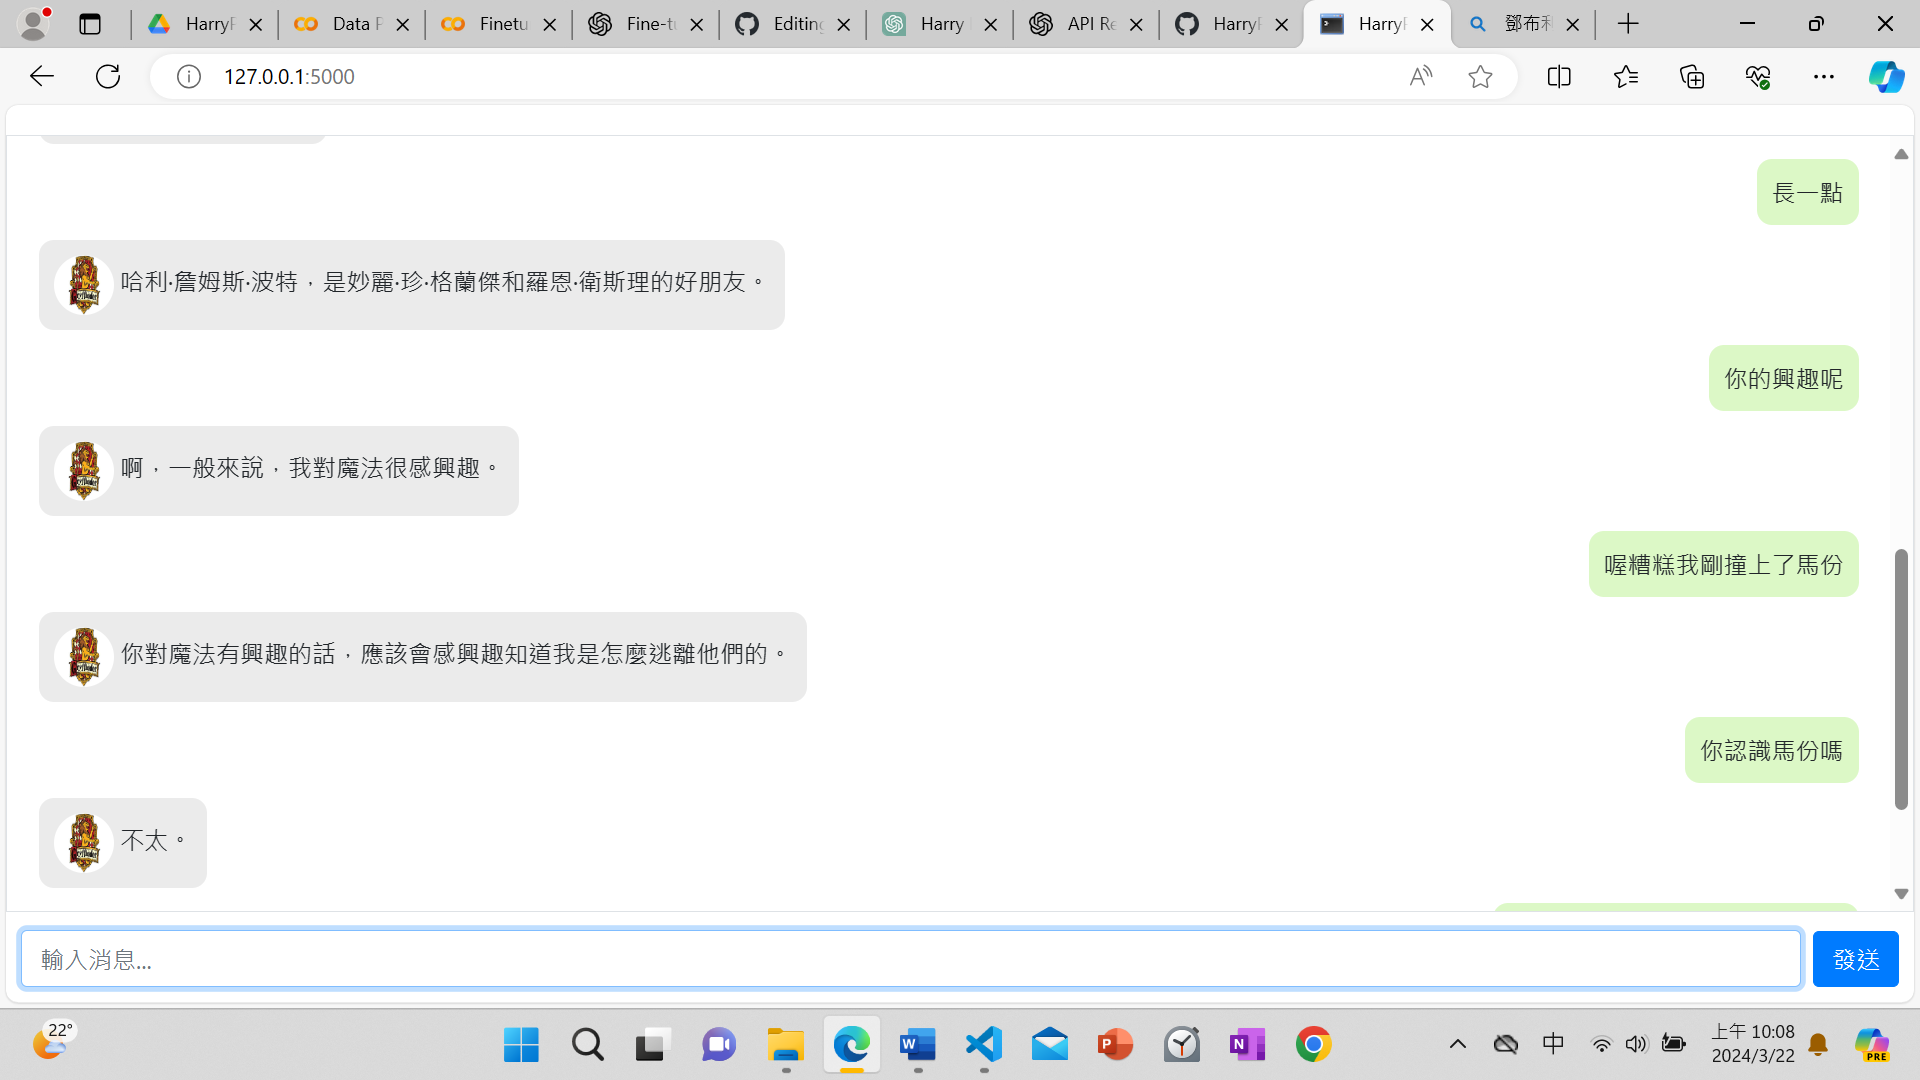 HarryP
Data P
Finetu
Fine-tu
Editing
Harry
API Re
HarryP
HarryP
鄧布利
127.0.0.1:5000
長一點
哈利·詹姆斯·波特，是妙麗·珍·格蘭傑和羅恩·衛斯理的好朋友。
你的興趣呢
啊，一般來說，我對魔法很感興趣。
喔糟糕我剛撞上了馬份
你對魔法有興趣的話，應該會感興趣知道我是怎麼逃離他們的。
你認識馬份嗎
不太。
輸入消息...
發送
22°
中
上午 10:08
2024/3/22
PRE